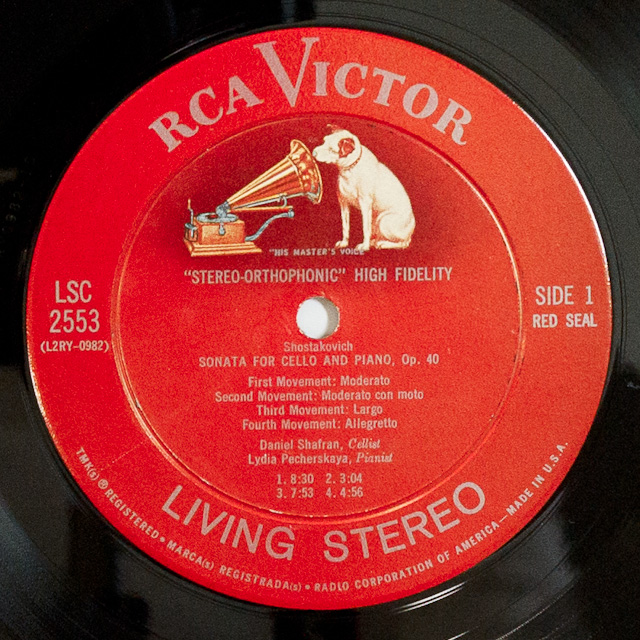 RCA VICTOR
"HIS MASTER'S VOICE"
"STEREO-ORTHOPHONIC" HIGH FIDELITY
LSC
2553
(L2RY-0982)
SIDE 1
RED SEAL
Shostakovich
SONATA FOR CELLO AND PIANO, Op. 40
First Movement: Moderato
Second Movement: Moderato con moto
Third Movement: Largo
Fourth Movement: Allegretto
Daniel Shafran, Cellist
Lydia Pecherskaya, Pianist
1. 8:30 2. 3:04
3. 7:53 4. 4:56
LIVING STEREO
TMK(s) ® REGISTERED • MARCA(s) REGISTRADA(s) • RADIO CORPORATION OF AMERICA—MADE IN U.S.A.